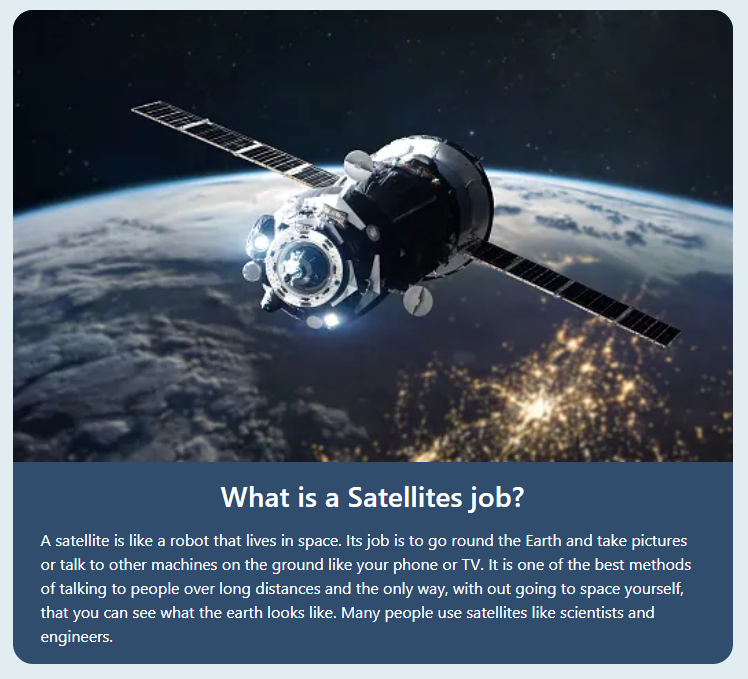 What is a Satellites job?
A satellite is like a robot that lives in space. Its job is to go round the Earth and take pictures
or talk to other machines on the ground like your phone or TV. It is one of the best methods
of talking to people over long distances and the only way, with out going to space yourself,
that you can see what the earth looks like. Many people use satellites like scientists and
engineers.